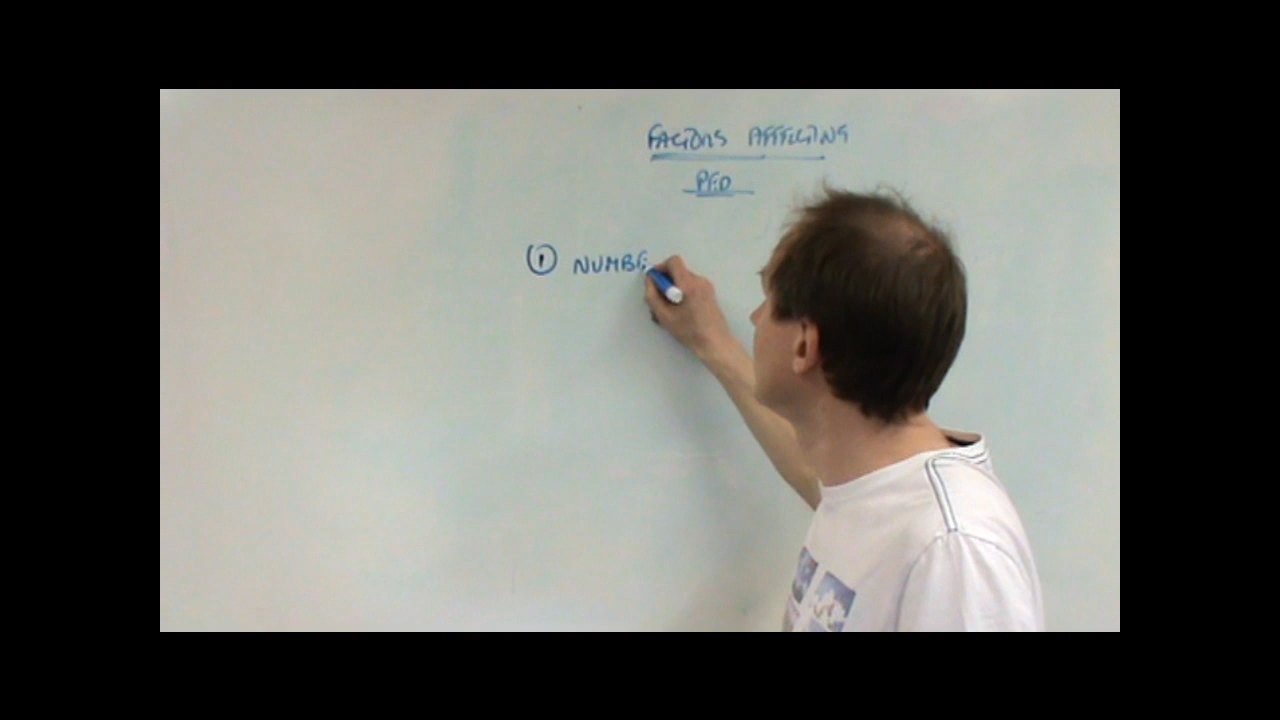 FACTORS AFFECTING
PED
① NUMBE